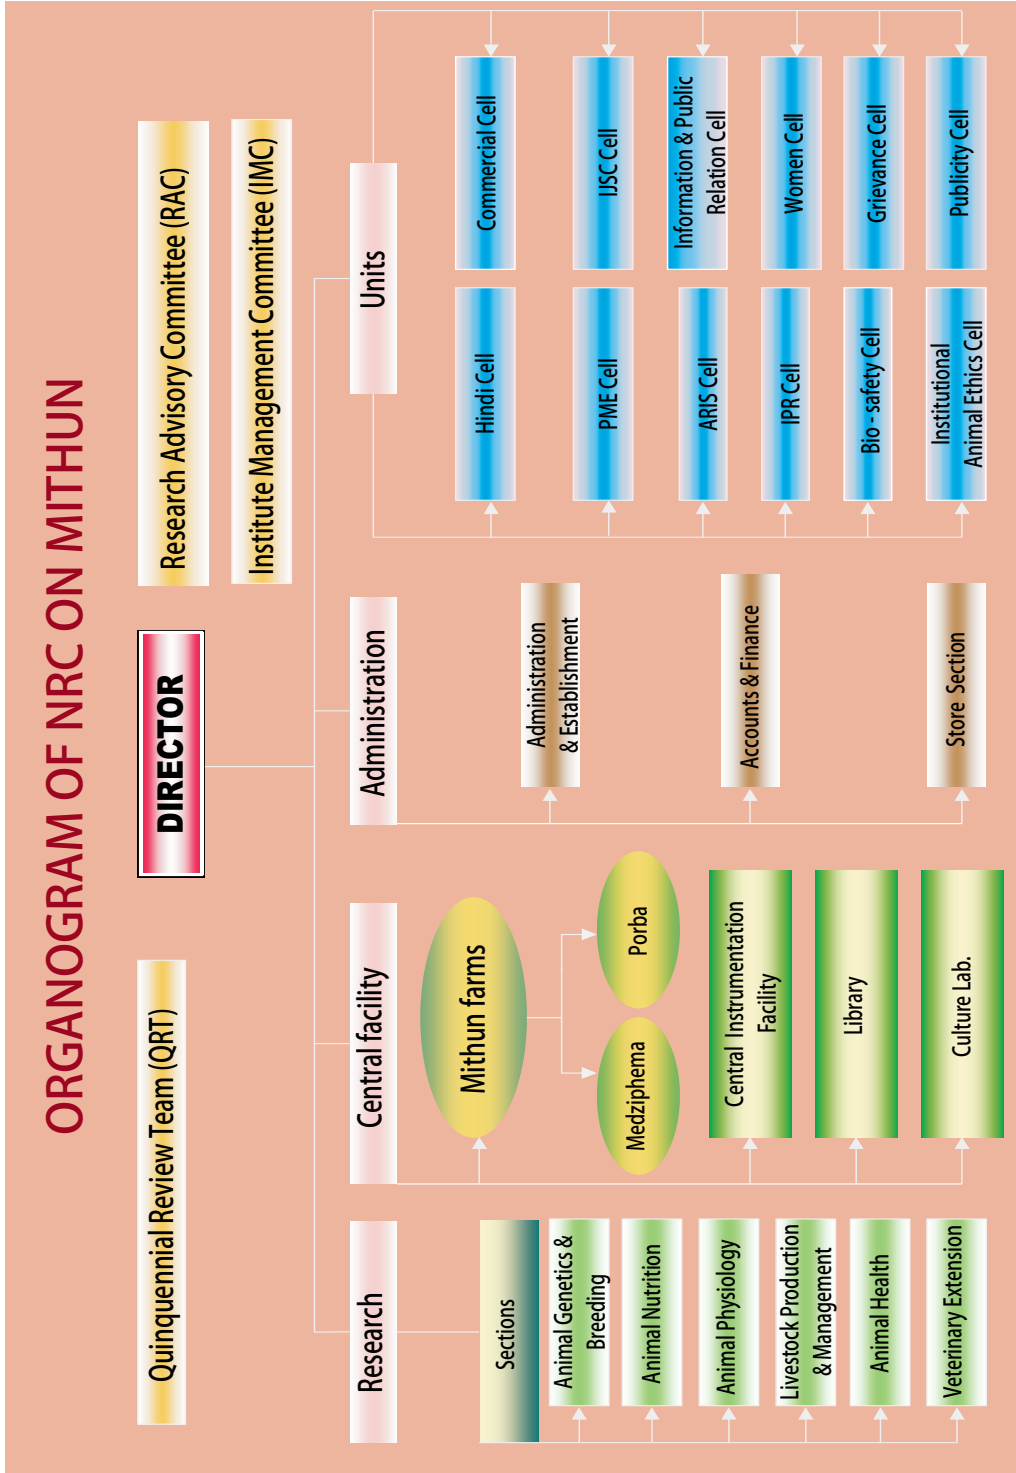 ORGANOGRAM OF NRC ON MITHUN
Quinquennial Review Team (QRT)
DIRECTOR
Research Advisory Committee (RAC)
Institute Management Committee (IMC)
Research
Central facility
Administration
Units
Sections
Animal Genetics &
Breeding
Animal Nutrition
Animal Physiology
Livestock Production
& Management
Animal Health
Veterinary Extension
Mithun farms
Medziphema
Porba
Central Instrumentation
Facility
Library
Culture Lab.
Administration
& Establishment
Accounts & Finance
Store Section
Hindi Cell
PME Cell
ARIS Cell
IPR Cell
Bio - safety Cell
Institutional
Animal Ethics Cell
Commercial Cell
IJSC Cell
Information & Public
Relation Cell
Women Cell
Grievance Cell
Publicity Cell